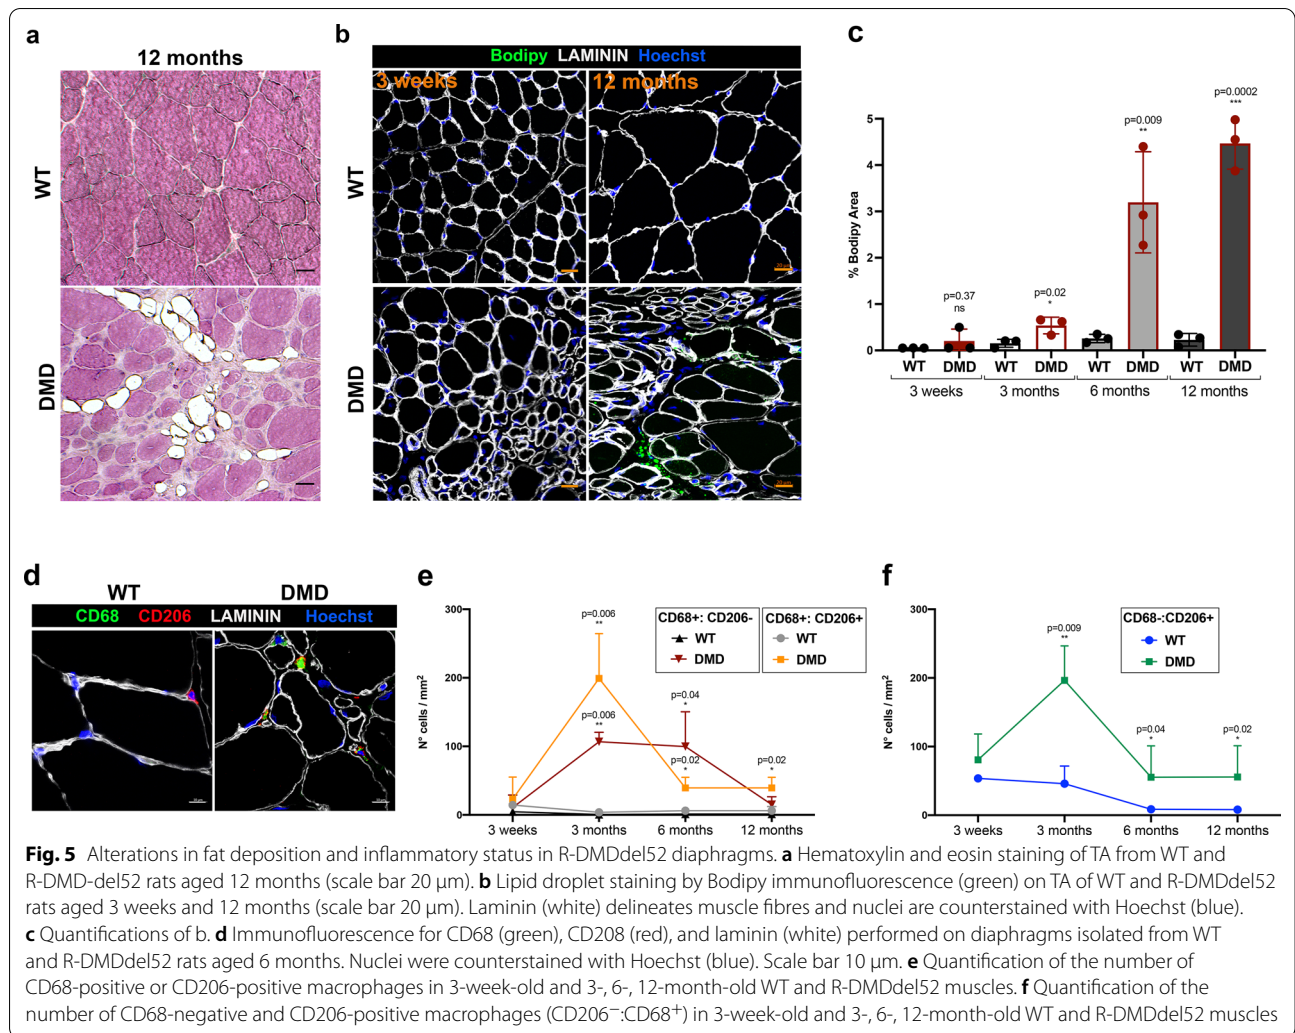 a
12 months
WT
DMD
b
Bodipy LAMININ Hoechst
3 weeks
12 months
WT
DMD
20 µm
20 µm
c
% Bodipy Area
5
4
3
2
1
0
p=0.37
ns
p=0.02
*
p=0.009
**
p=0.0002
***
WT DMD WT DMD WT DMD WT DMD
3 weeks 3 months 6 months 12 months
d
WT DMD
CD68 CD206 LAMININ Hoechst
e
N° cells / mm²
300
200
100
0
p=0.006
**
p=0.006
**
p=0.04
*
p=0.02
*
p=0.02
*
CD68+: CD206-
WT
DMD
CD68+: CD206+
WT
DMD
3 weeks 3 months 6 months 12 months
f
N° cells / mm²
300
200
100
0
p=0.009
**
p=0.04
*
p=0.02
*
CD68-:CD206+
WT
DMD
3 weeks 3 months 6 months 12 months
Fig. 5 Alterations in fat deposition and inflammatory status in R-DMDdel52 diaphragms. a Hematoxylin and eosin staining of TA from WT and
R-DMD-del52 rats aged 12 months (scale bar 20 µm). b Lipid droplet staining by Bodipy immunofluorescence (green) on TA of WT and R-DMDdel52
rats aged 3 weeks and 12 months (scale bar 20 µm). Laminin (white) delineates muscle fibres and nuclei are counterstained with Hoechst (blue).
c Quantifications of b. d Immunofluorescence for CD68 (green), CD208 (red), and laminin (white) performed on diaphragms isolated from WT
and R-DMDdel52 rats aged 6 months. Nuclei were counterstained with Hoechst (blue). Scale bar 10 µm. e Quantification of the number of
CD68-positive or CD206-positive macrophages in 3-week-old and 3-, 6-, 12-month-old WT and R-DMDdel52 muscles. f Quantification of the
number of CD68-negative and CD206-positive macrophages (CD206⁻:CD68⁺) in 3-week-old and 3-, 6-, 12-month-old WT and R-DMDdel52 muscles